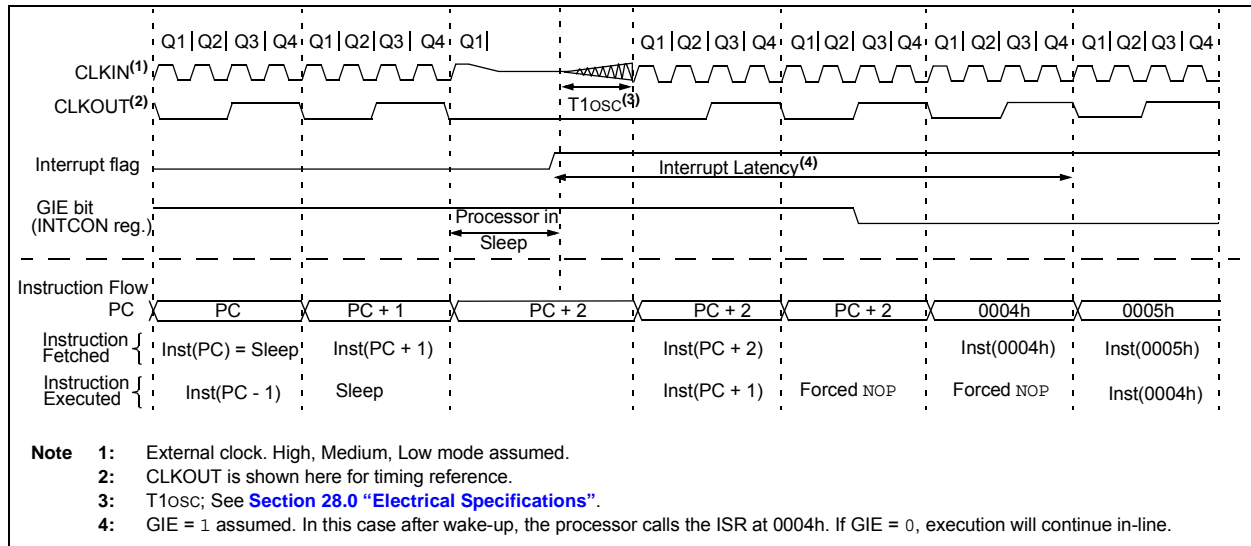 Q1 Q2 Q3 Q4 Q1 Q2 Q3 Q4 Q1 Q1 Q2 Q3 Q4 Q1 Q2 Q3 Q4 Q1 Q2 Q3 Q4 Q1 Q2 Q3 Q4
CLKIN(1)
CLKOUT(2)
T1OSC(3)
Interrupt flag
Interrupt Latency(4)
GIE bit
(INTCON reg.)
Processor in
Sleep
Instruction Flow
PC PC PC + 1 PC + 2 PC + 2 PC + 2 0004h 0005h
Instruction
Fetched
Inst(PC) = Sleep Inst(PC + 1) Inst(PC + 2) Inst(0004h) Inst(0005h)
Instruction
Executed
Inst(PC - 1) Sleep Inst(PC + 1) Forced NOP Forced NOP Inst(0004h)
Note 1: External clock. High, Medium, Low mode assumed.
2: CLKOUT is shown here for timing reference.
3: T1OSC; See Section 28.0 “Electrical Specifications”.
4: GIE = 1 assumed. In this case after wake-up, the processor calls the ISR at 0004h. If GIE = 0, execution will continue in-line.